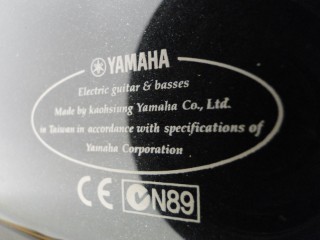 YAMAHA
Electric guitar & basses
Made by kaohsiung Yamaha Co., Ltd.
in Taiwan in accordance with specifications of
Yamaha Corporation
CE N89